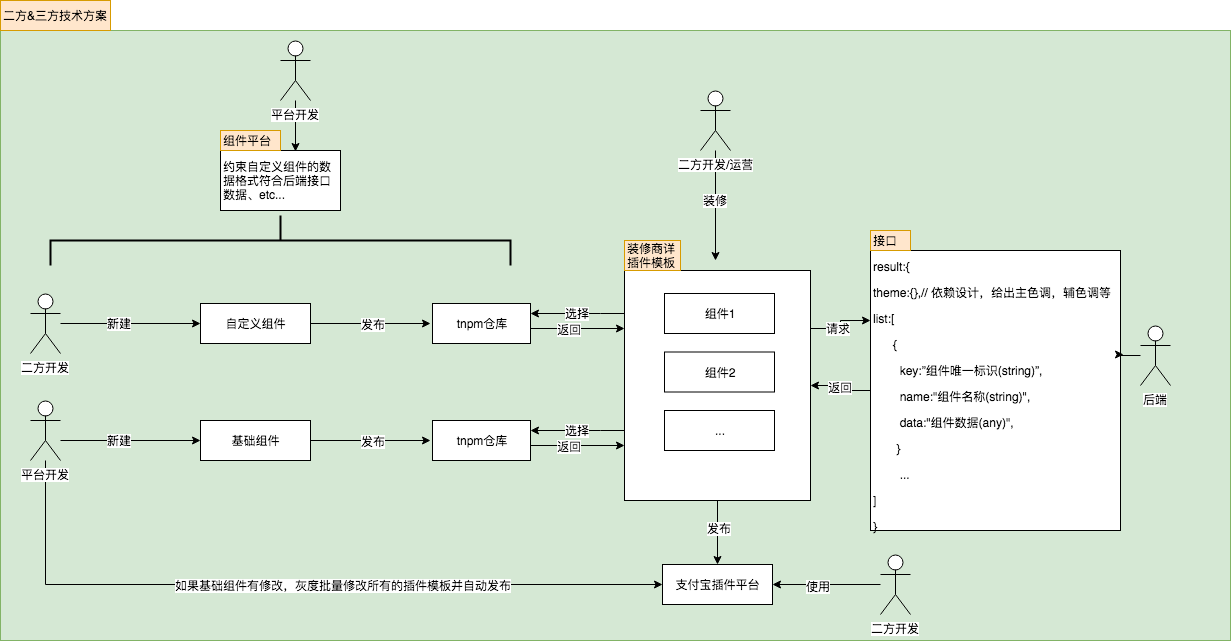 二方&三方技术方案
平台开发
组件平台
约束自定义组件的数
据格式符合后端接口
数据、etc...
二方开发/运营
装修
装修商详
插件模板
接口
result:{
theme:{},// 依赖设计，给出主色调，辅色调等
list:[
{
key:"组件唯一标识(string)",
name:"组件名称(string)",
data:"组件数据(any)",
}
...
]
}
二方开发
新建
自定义组件
发布
tnpm仓库
选择
返回
组件1
组件2
...
请求
返回
后端
平台开发
新建
基础组件
发布
tnpm仓库
选择
返回
发布
如果基础组件有修改，灰度批量修改所有的插件模板并自动发布
支付宝插件平台
使用
二方开发